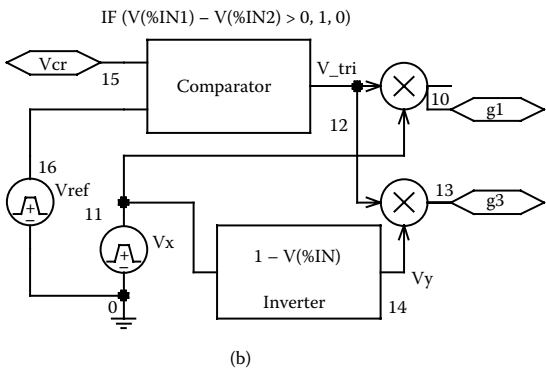 IF (V(%IN1) – V(%IN2) > 0, 1, 0)
Vcr
15
Comparator
V_tri
12
10
g1
16
Vref
11
Vx
13
g3
1 – V(%IN)
Inverter
Vy
14
0
(b)